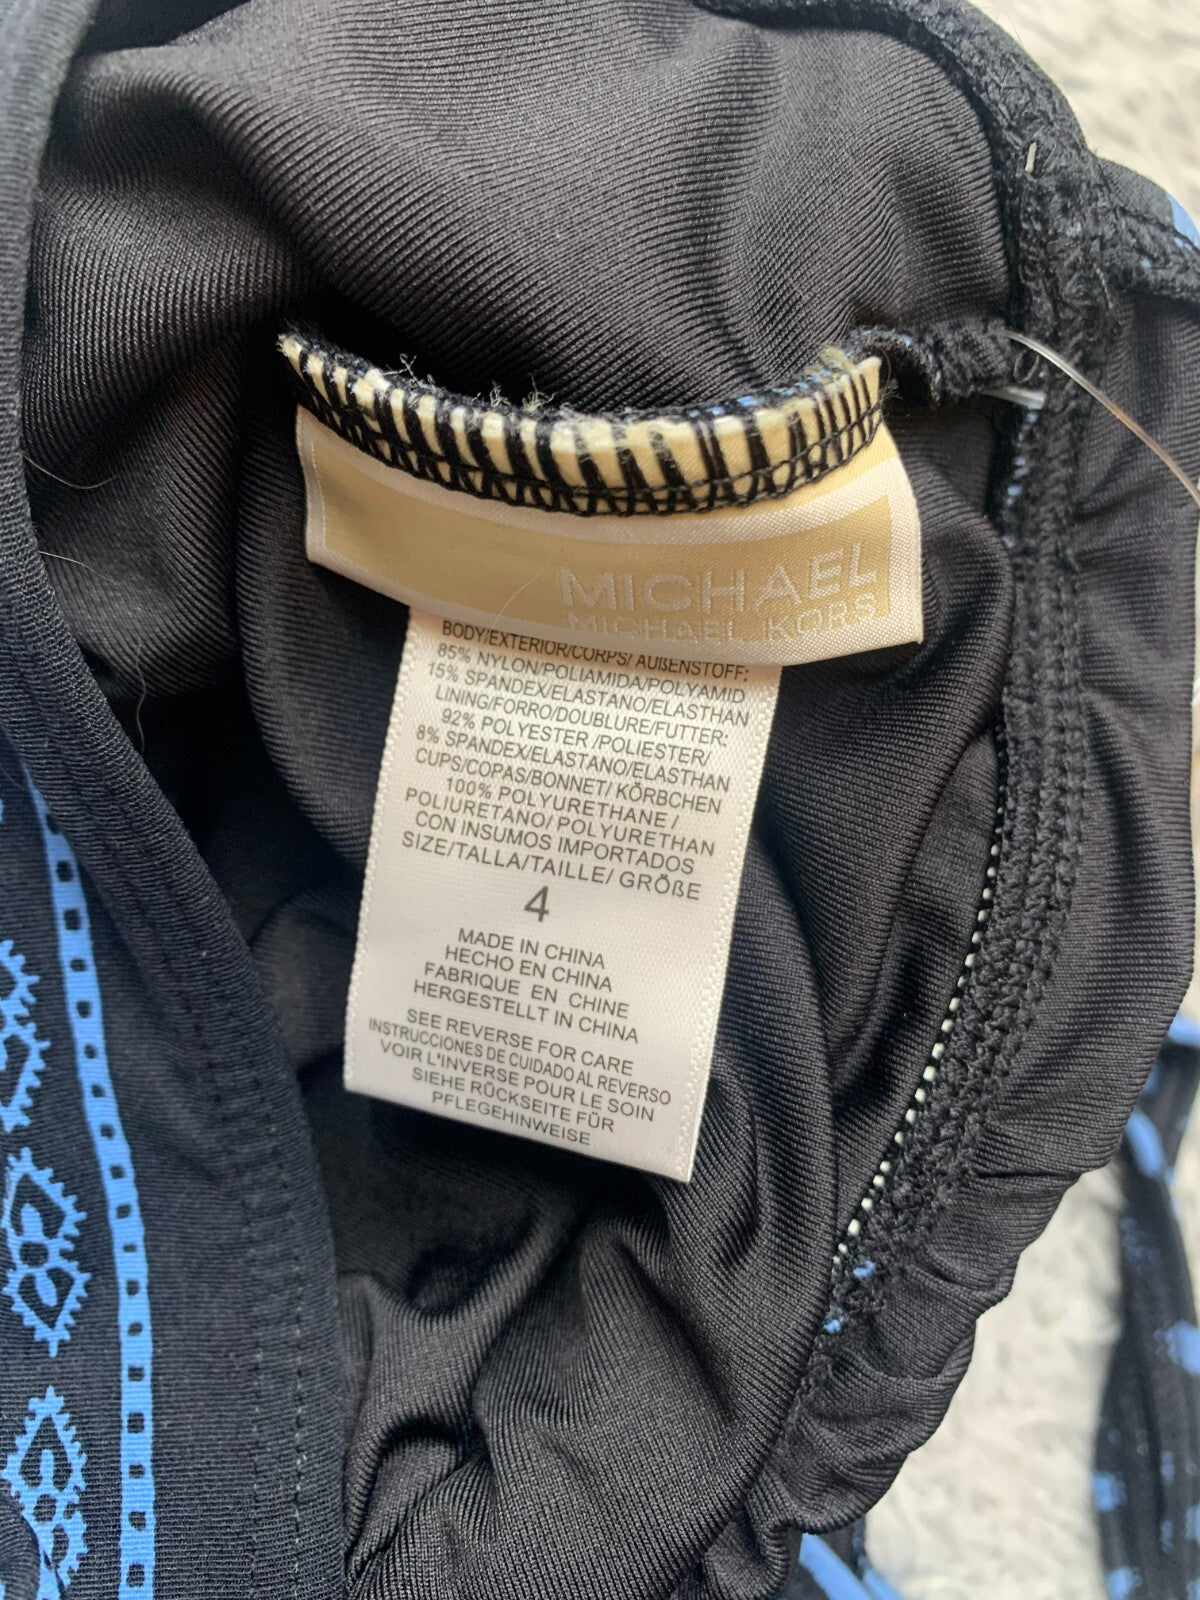 MICHAEL
MICHAEL KORS
BODY/EXTERIOR/CORPS/ AUßENSTOFF:
85% NYLON/POLIAMIDA/POLYAMID
15% SPANDEX/ELASTANO/ELASTHAN
LINING/FORRO/DOUBLURE/FUTTER:
92% POLYESTER /POLIESTER/
8% SPANDEX/ELASTANO/ELASTHAN
CUPS/COPAS/BONNET/ KÖRBCHEN
100% POLYURETHANE/
POLIURETANO/POLYURETHAN
CON INSUMOS IMPORTADOS
SIZE/TALLA/TAILLE/ GRÖßE
4
MADE IN CHINA
HECHO EN CHINA
FABRIQUE EN CHINE
HERGESTELLT IN CHINA
SEE REVERSE FOR CARE
INSTRUCCIONES DE CUIDADO AL REVERSO
VOIR L'INVERSE POUR LE SOIN
SIEHE RÜCKSEITE FÜR
PFLEGEHINWEISE